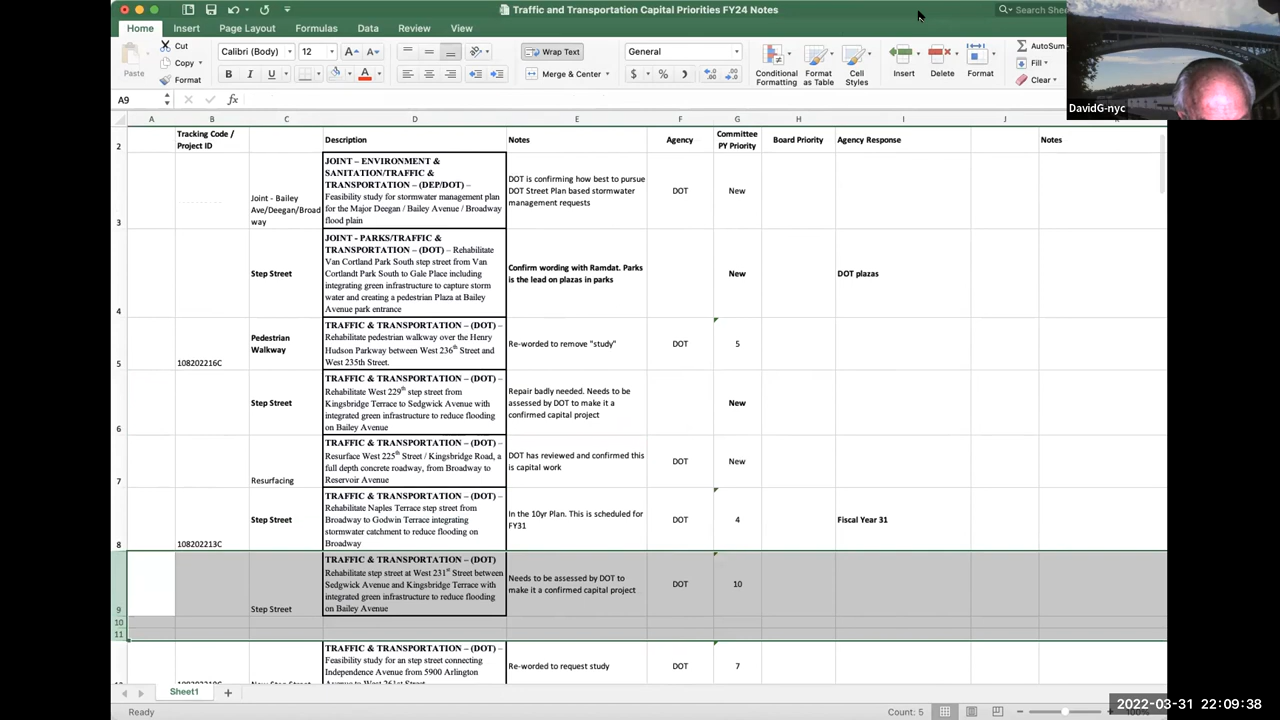 Traffic and Transportation Capital Priorities FY24 Notes
Search Shee
Home Insert Page Layout Formulas Data Review View
Paste
Cut
Copy
Format
Calibri (Body) 12
B I U
Wrap Text
Merge & Center
General
$ %
Conditional Formatting
Format as Table
Cell Styles
Insert Delete Format
AutoSum
Fill
Clear
DavidG-nyc
A9 fx
A B C D E F G H I J
2 Tracking Code / Project ID Description Notes Agency Committee PY Priority Board Priority Agency Response Notes
3
Joint - Bailey
Ave/Deegan/Broad
way
JOINT – ENVIRONMENT &
SANITATION/TRAFFIC &
TRANSPORTATION – (DEP/DOT) –
Feasibility study for stormwater management plan
for the Major Deegan / Bailey Avenue / Broadway
flood plain
DOT is confirming how best to pursue
DOT Street Plan based stormwater
management requests
DOT
New
4
Step Street
JOINT - PARKS/TRAFFIC &
TRANSPORTATION – (DOT) – Rehabilitate
Van Cortland Park South step street from Van
Cortlandt Park South to Gale Place including
integrating green infrastructure to capture storm
water and creating a pedestrian Plaza at Bailey
Avenue park entrance
Confirm wording with Ramdat. Parks
is the lead on plazas in parks
New
DOT plazas
5
108202216C
Pedestrian
Walkway
TRAFFIC & TRANSPORTATION – (DOT) –
Rehabilitate pedestrian walkway over the Henry
Hudson Parkway between West 236th Street and
West 235th Street.
Re-worded to remove "study"
DOT
5
6
Step Street
TRAFFIC & TRANSPORTATION – (DOT) –
Rehabilitate West 229th step street from
Kingsbridge Terrace to Sedgwick Avenue with
integrated green infrastructure to reduce flooding
on Bailey Avenue
Repair badly needed. Needs to be
assessed by DOT to make it a
confirmed capital project
New
7
Resurfacing
TRAFFIC & TRANSPORTATION – (DOT) –
Resurface West 225th Street / Kingsbridge Road, a
full depth concrete roadway, from Broadway to
Reservoir Avenue
DOT has reviewed and confirmed this
is capital work
DOT
New
8
108202213C
Step Street
TRAFFIC & TRANSPORTATION – (DOT) –
Rehabilitate Naples Terrace step street from
Broadway to Godwin Terrace integrating
stormwater catchment to reduce flooding on
Broadway
In the 10yr Plan. This is scheduled for
FY31
DOT
4
Fiscal Year 31
9
Step Street
TRAFFIC & TRANSPORTATION – (DOT)
Rehabilitate step street at West 231st Street between
Sedgwick Avenue and Kingsbridge Terrace with
integrated green infrastructure to reduce flooding
on Bailey Avenue
Needs to be assessed by DOT to
make it a confirmed capital project
DOT
10
10
11
TRAFFIC & TRANSPORTATION – (DOT) –
Feasibility study for an step street connecting
Independence Avenue from 5900 Arlington
Re-worded to request study
DOT
7
Sheet1
Ready
Count: 5
2022-03-31 22:09:38